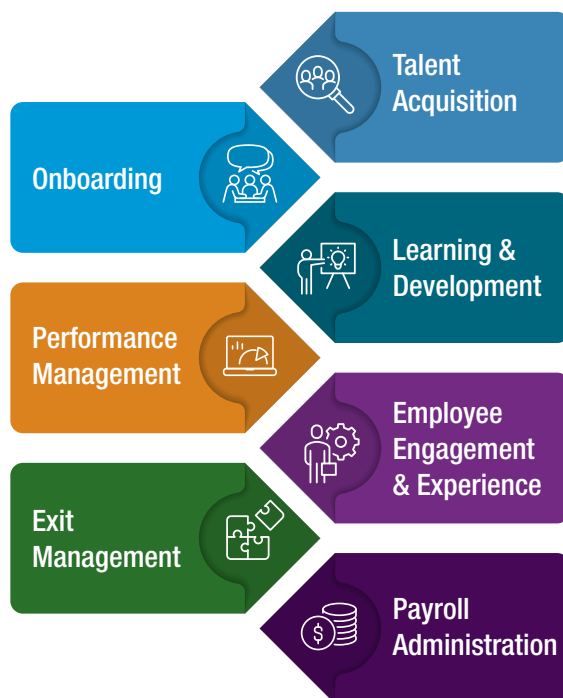 Talent
Acquisition
Onboarding
Learning &
Development
Performance
Management
Employee
Engagement
& Experience
Exit
Management
$
Payroll
Administration